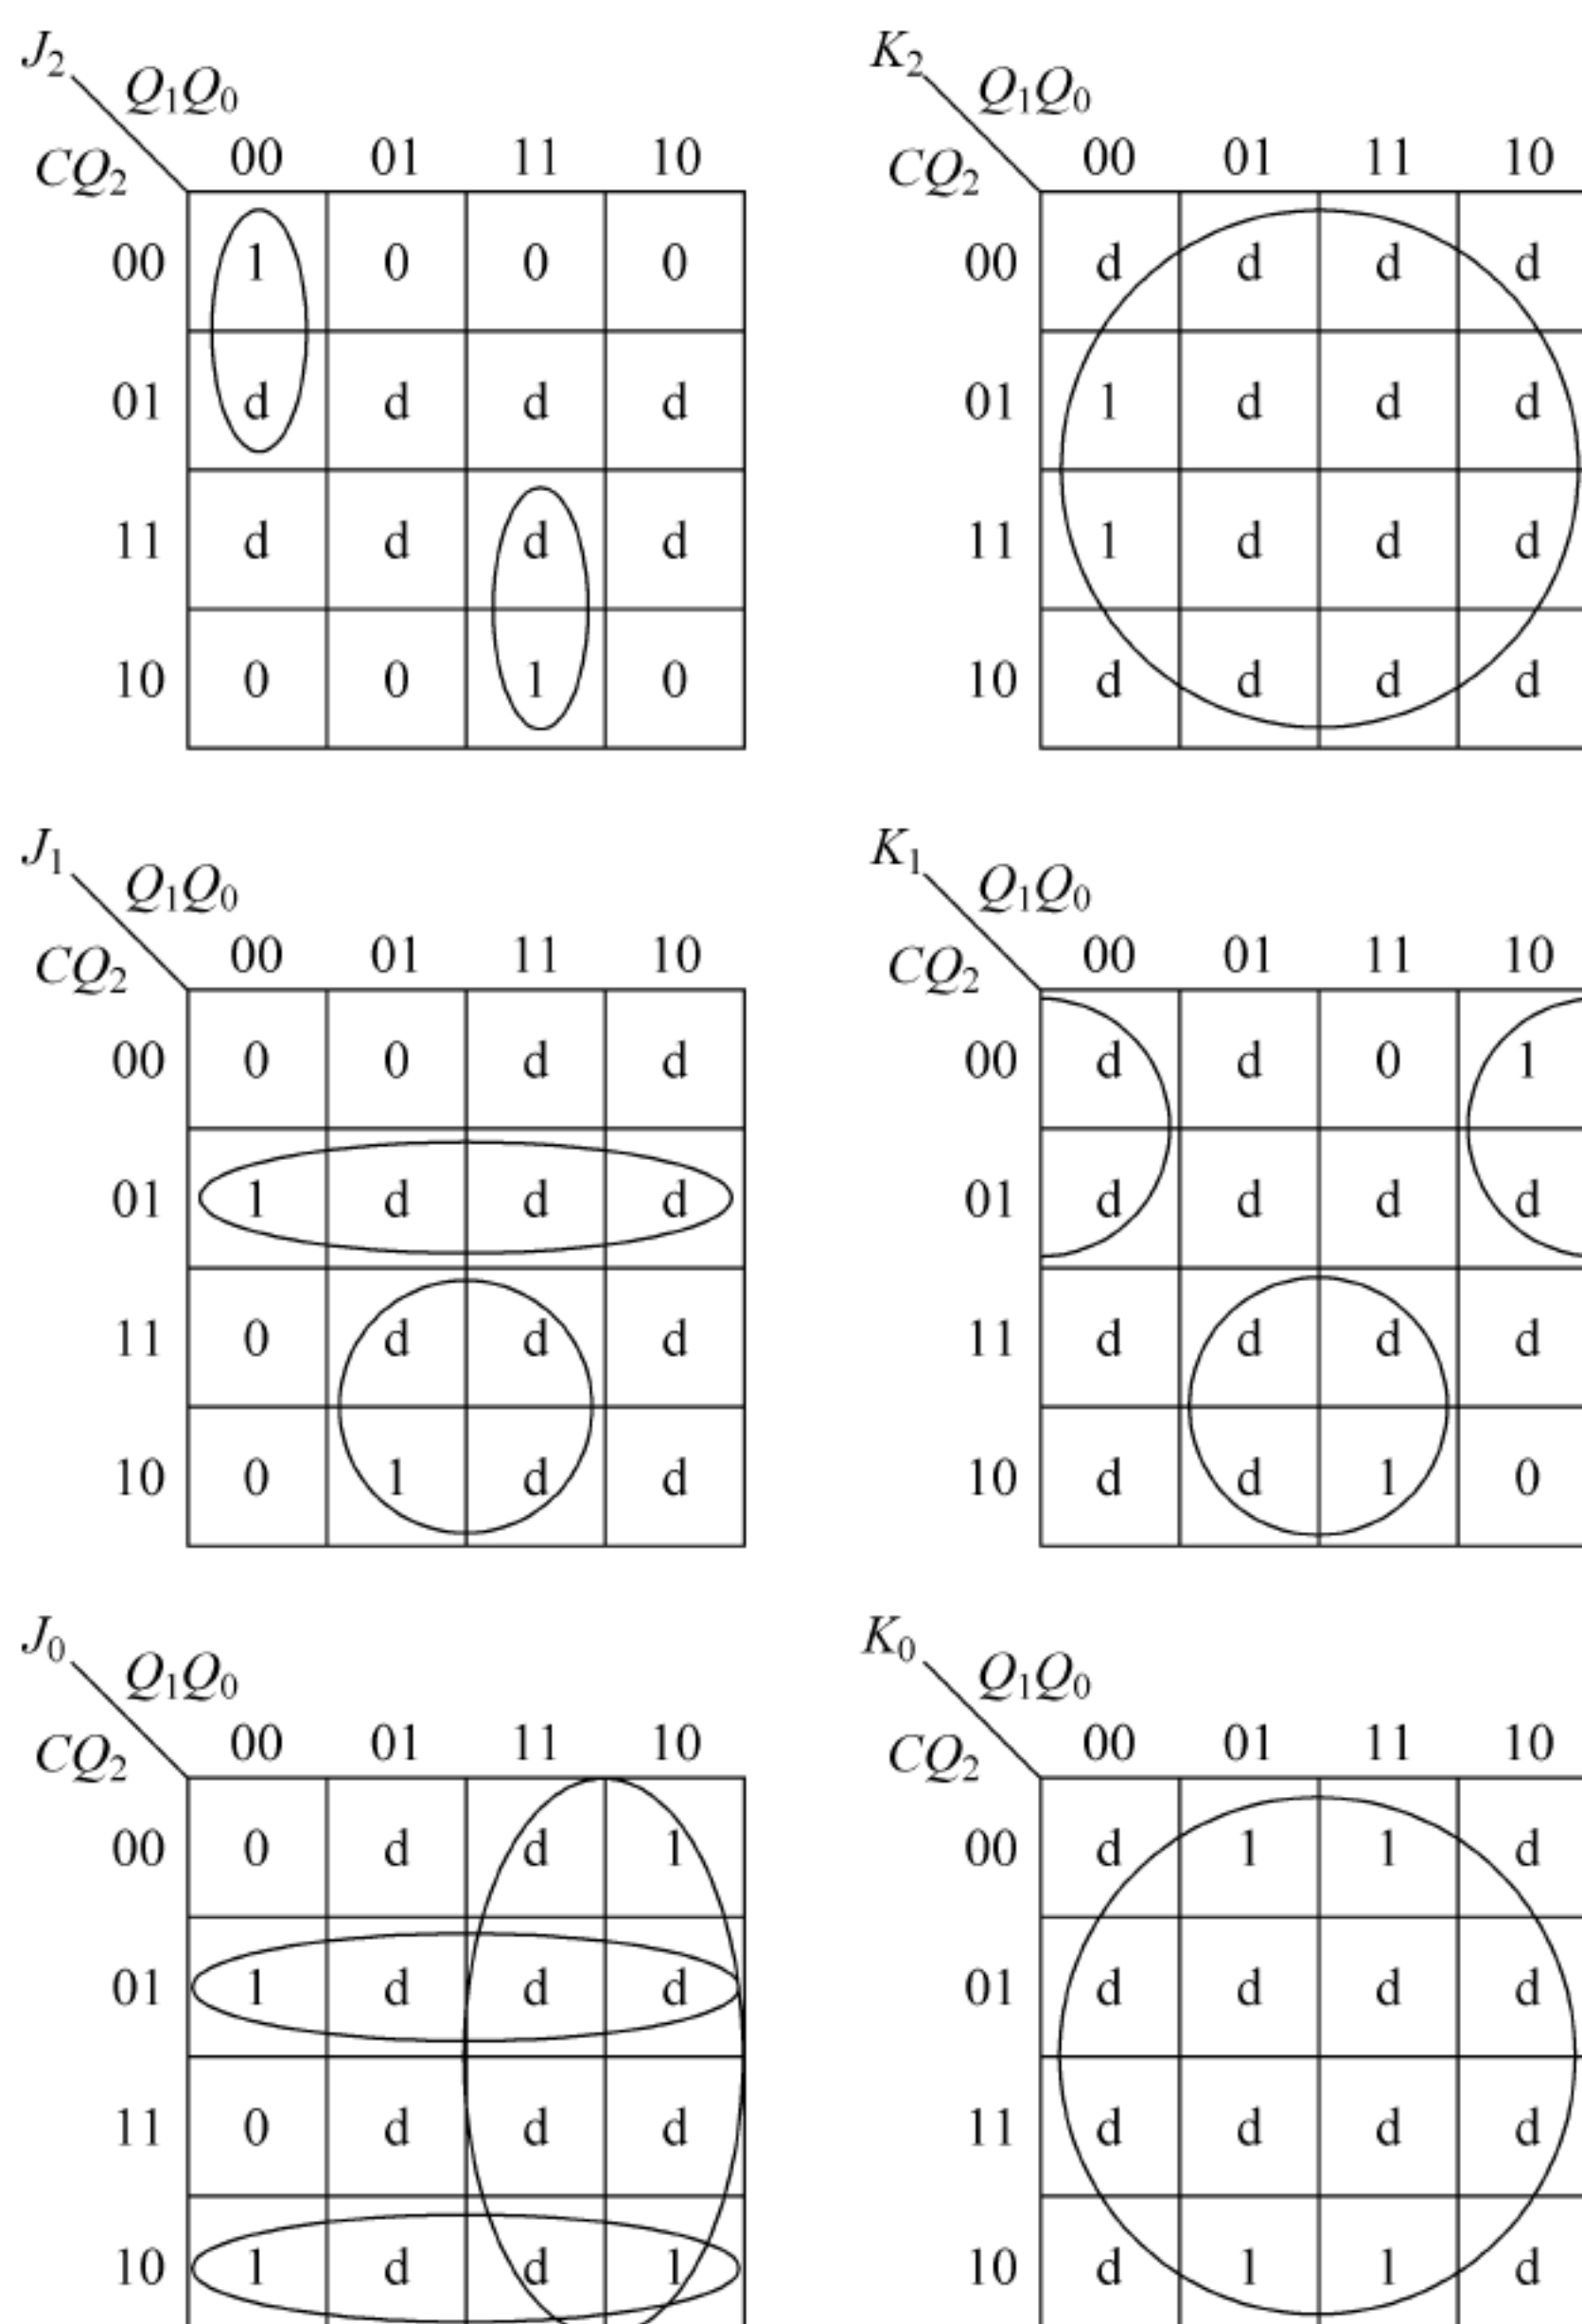 J₂ Q₁Q₀
CQ₂ 00 01 11 10
00 1 0 0 0
01 d d d d
11 d d d d
10 0 0 1 0
K₂ Q₁Q₀
CQ₂ 00 01 11 10
00 d d d d
01 1 d d d
11 1 d d d
10 d d d d
J₁ Q₁Q₀
CQ₂ 00 01 11 10
00 0 0 d d
01 1 d d d
11 0 d d d
10 0 1 d d
K₁ Q₁Q₀
CQ₂ 00 01 11 10
00 d d 0 1
01 d d d d
11 d d d d
10 d d 1 0
J₀ Q₁Q₀
CQ₂ 00 01 11 10
00 0 d d 1
01 1 d d d
11 0 d d d
10 1 d d 1
K₀ Q₁Q₀
CQ₂ 00 01 11 10
00 d 1 1 d
01 d d d d
11 d d d d
10 d 1 1 d